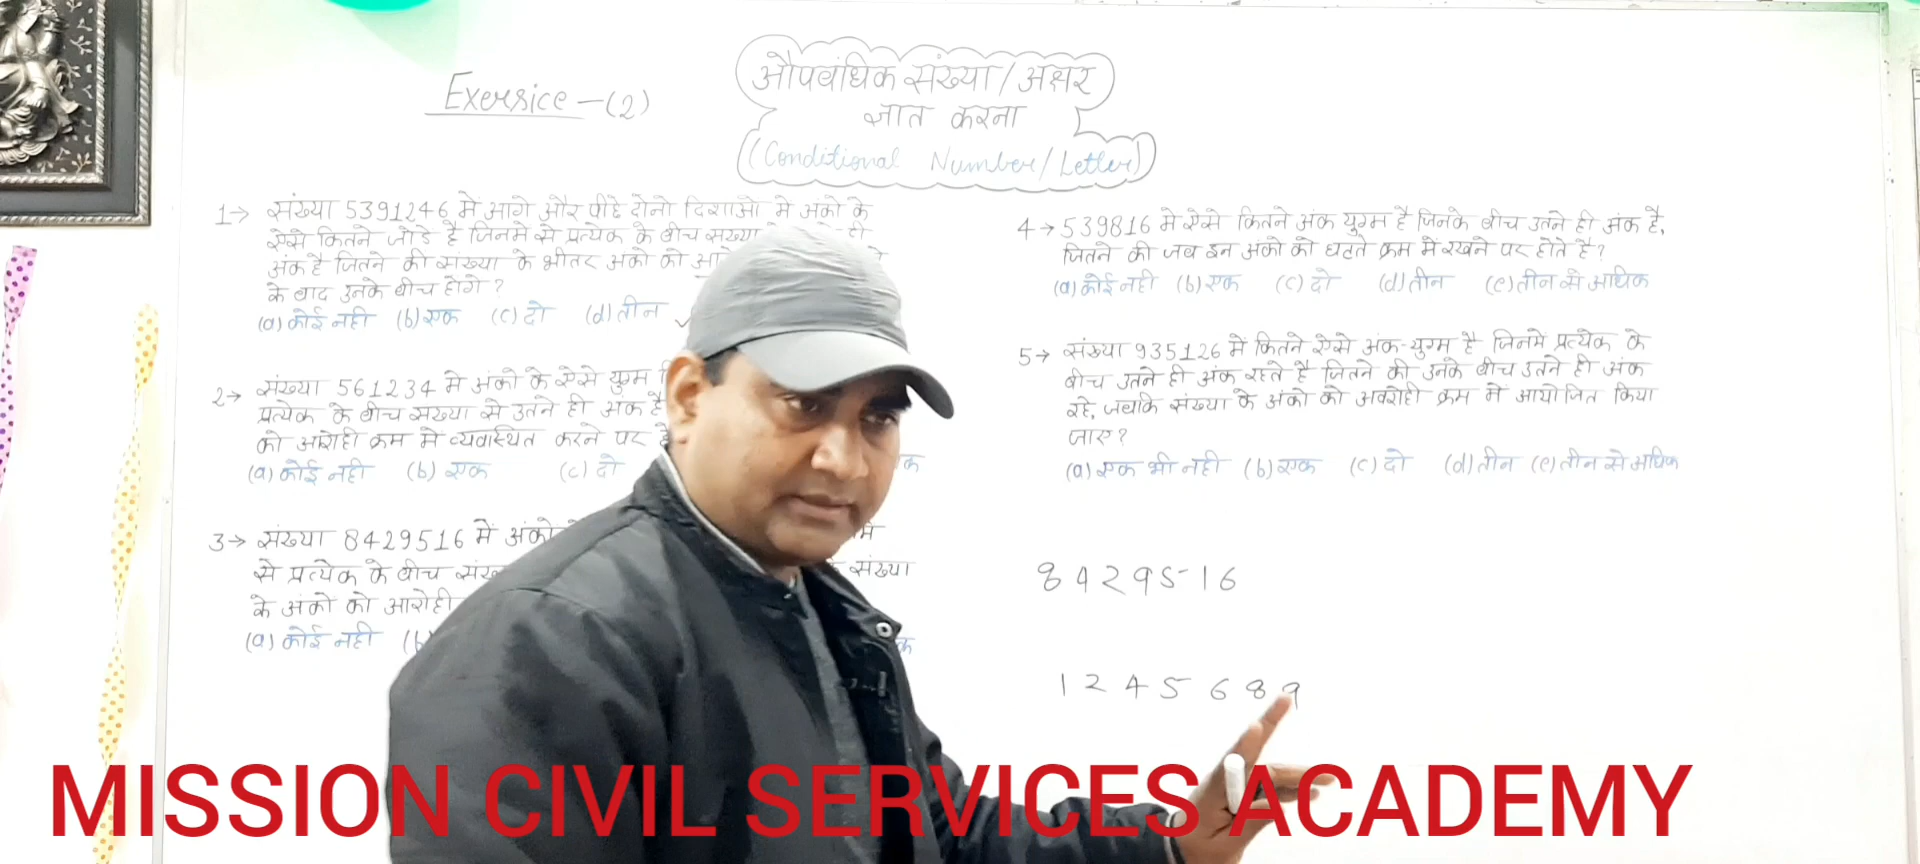 Exersice-(2)
औपबंधिक संख्या/अक्षर
ज्ञात करना
(Conditional Number/Letter)
1→ संख्या 5391246 में आगे और पीछे दोनो दिशाओ मे अंको के
ऐसे कितने जोडे है जिनमे से प्रत्येक के बीच संख्या
अंक है जितने की संख्या के भीतर अंको को
के बाद उनके बीच होंगे?
(a) कोई नही (b) एक (c) दो (d) तीन
2→ संख्या 561234 मे अंको के ऐसे युग्म
प्रत्येक के बीच संख्या से उतने ही अंक है
को आरोही क्रम मे व्यवस्थित करने पर
(a) कोई नही (b) एक (c) दो
3→ संख्या 8429516 में अंको
से प्रत्येक के बीच संख्या
के अंको को आरोही
(a) कोई नही (b)
4→ 539816 मे ऐसे कितने अंक युग्म है जिनके बीच उतने ही अंक है,
जितने की जब इन अंको को घटते क्रम मे रखने पर होते है?
(a) कोई नही (b) एक (c) दो (d) तीन (e) तीन से अधिक
5→ संख्या 935126 में कितने ऐसे अंक-युग्म है जिनमे प्रत्येक के
बीच उतने ही अंक रहते है जितने की उनके बीच उतने ही अंक
रहे, जबकि संख्या के अंको को अवरोही क्रम में आयोजित किया
जाए?
(a) एक भी नही (b) एक (c) दो (d) तीन (e) तीन से अधिक
8429516
1245689
MISSION CIVIL SERVICES ACADEMY